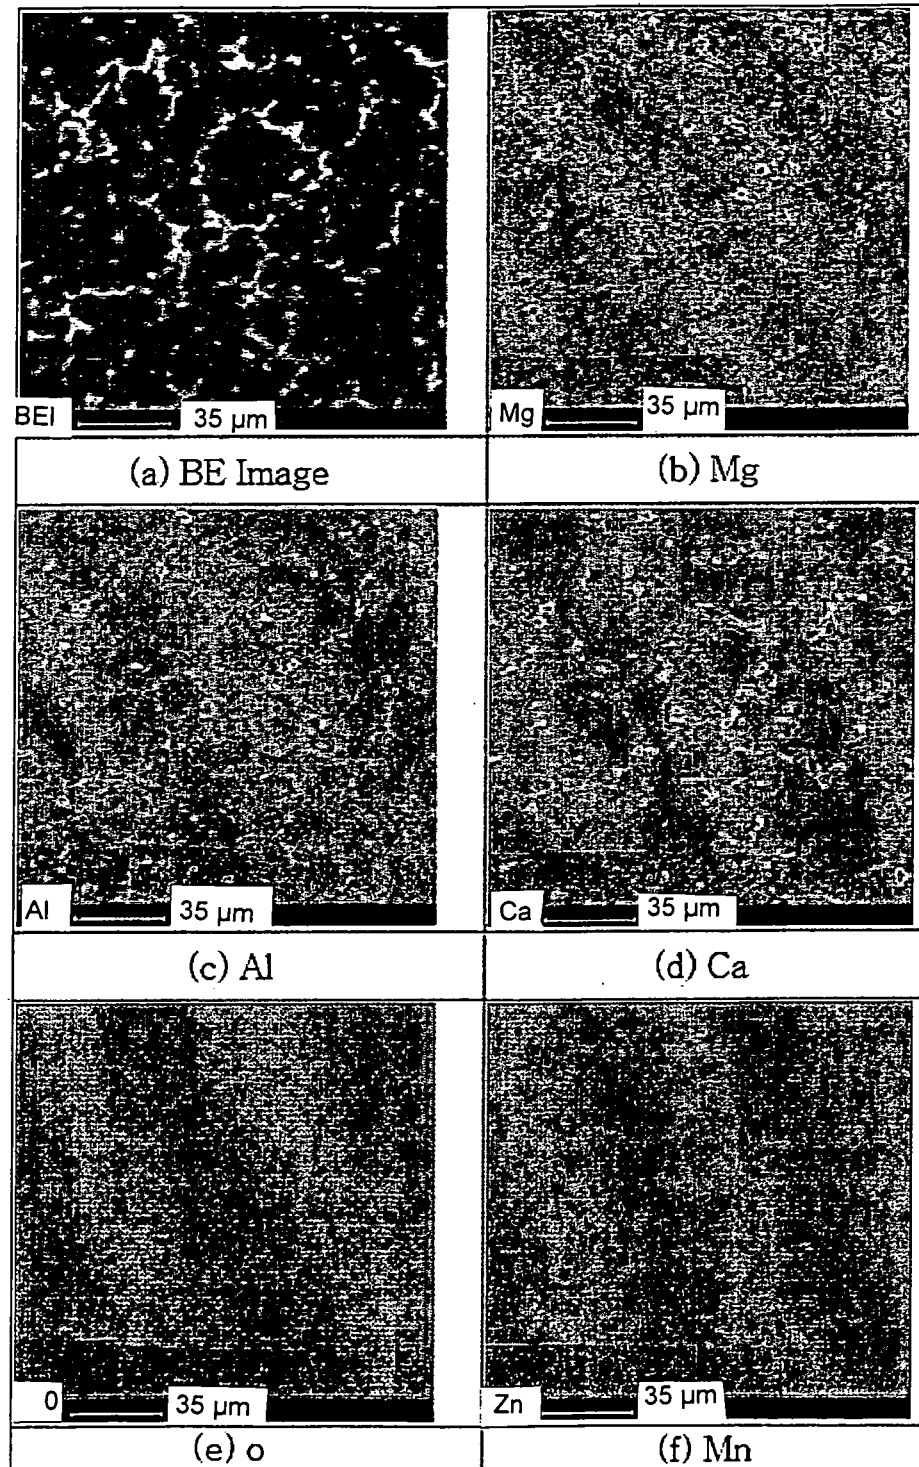 BEI 35 µm
Mg 35 µm
(a) BE Image
(b) Mg
Al 35 µm
Ca 35 µm
(c) Al
(d) Ca
0 35 µm
Zn 35 µm
(e) o
(f) Mn